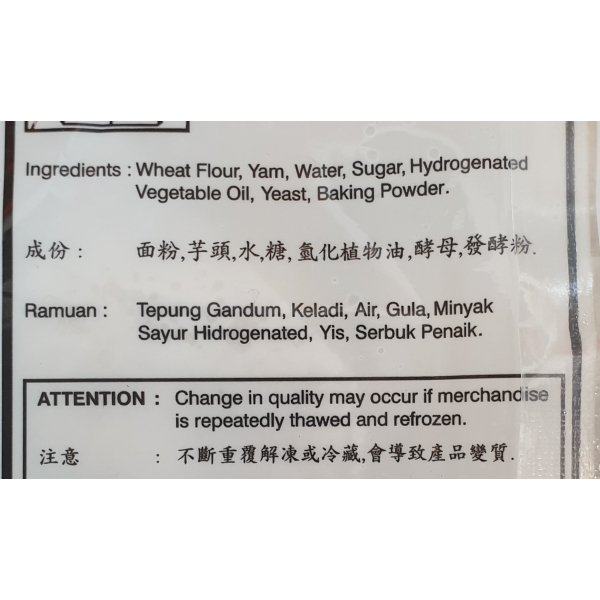 Ingredients : Wheat Flour, Yam, Water, Sugar, Hydrogenated
Vegetable Oil, Yeast, Baking Powder.
成份 : 面粉,芋頭,水,糖,氫化植物油,酵母,發酵粉.
Ramuan : Tepung Gandum, Keladi, Air, Gula, Minyak
Sayur Hidrogenated, Yis, Serbuk Penaik.
ATTENTION : Change in quality may occur if merchandise
is repeatedly thawed and refrozen.
注意 : 不斷重覆解凍或冷藏,會導致產品變質.